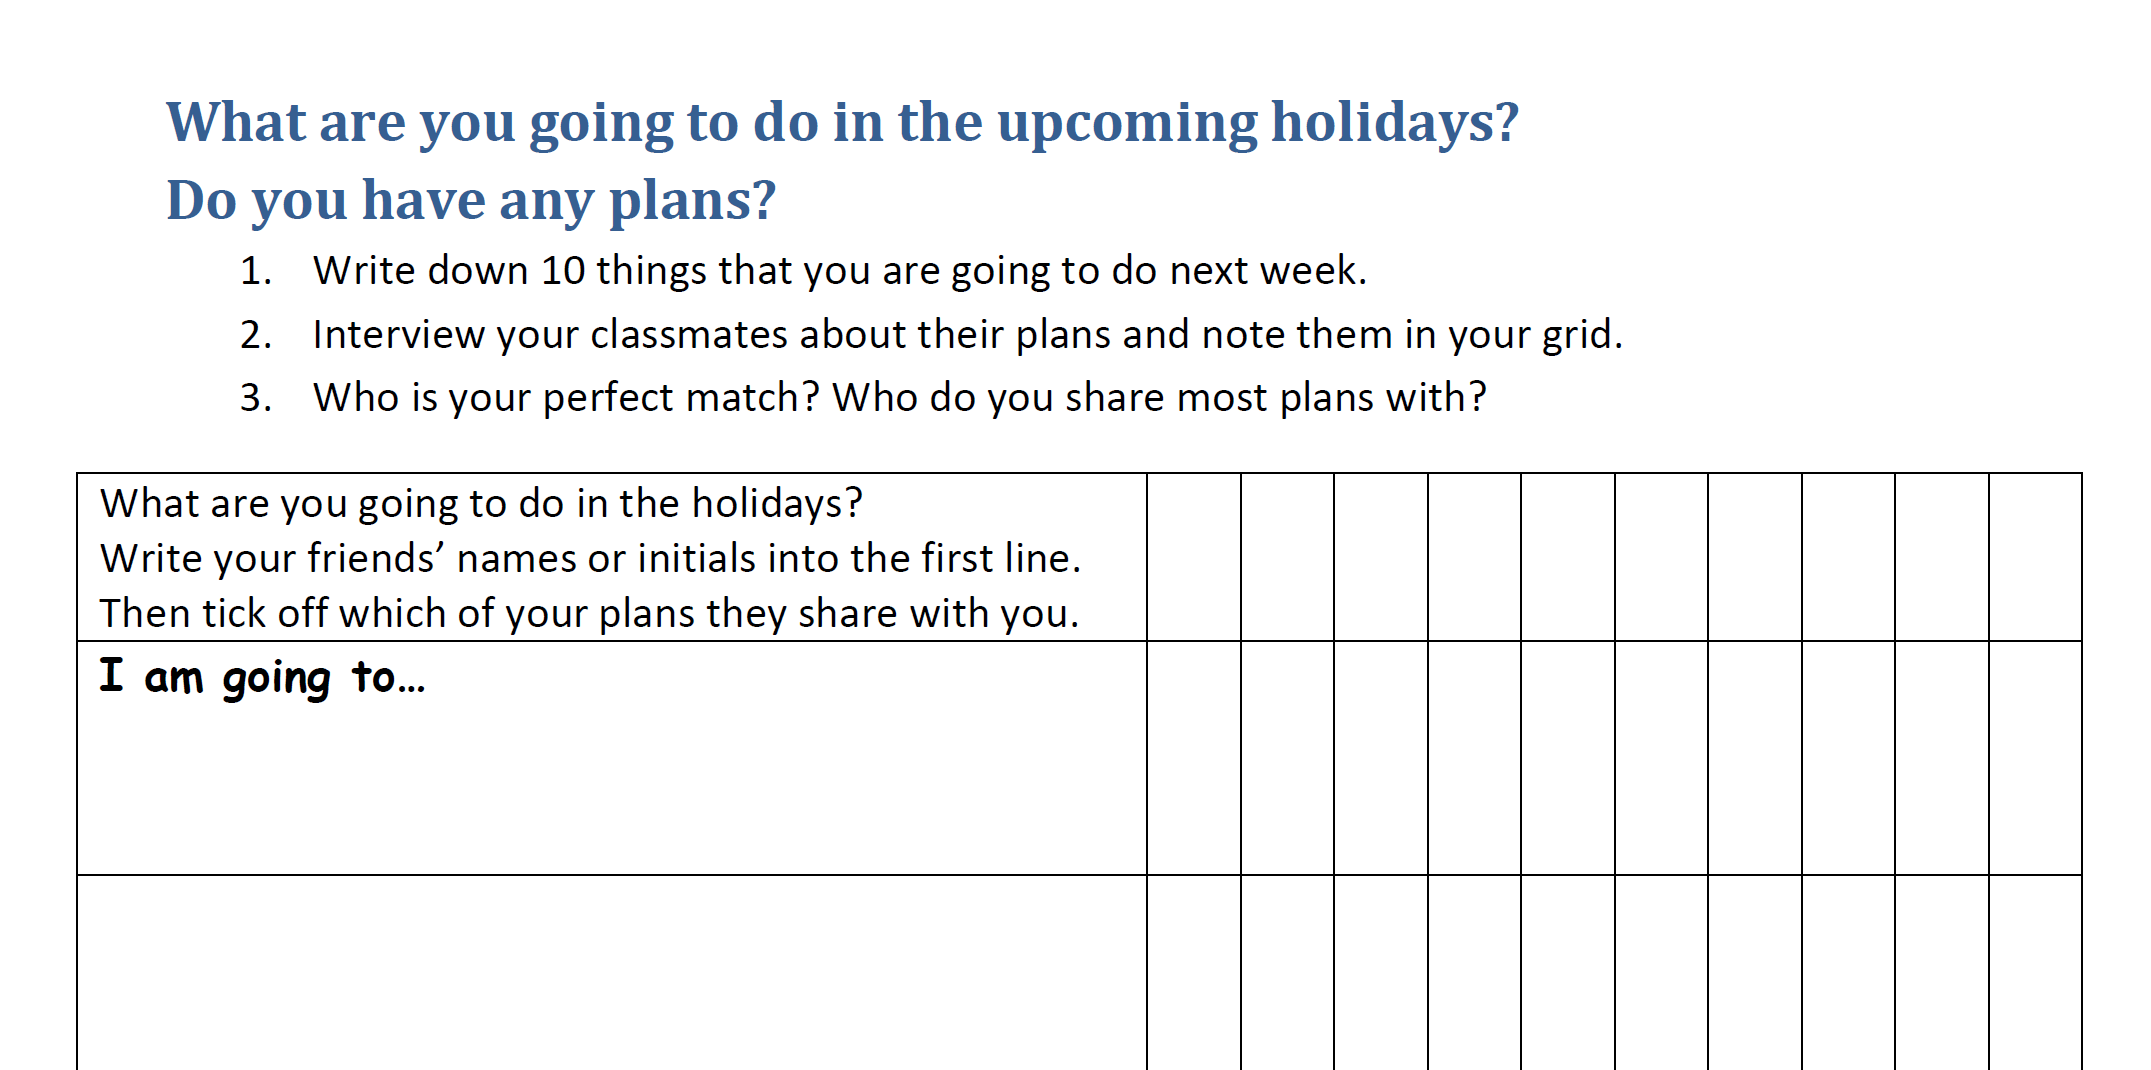 What are you going to do in the upcoming holidays?
Do you have any plans?
1. Write down 10 things that you are going to do next week.
2. Interview your classmates about their plans and note them in your grid.
3. Who is your perfect match? Who do you share most plans with?
What are you going to do in the holidays?
Write your friends’ names or initials into the first line.
Then tick off which of your plans they share with you.
I am going to…